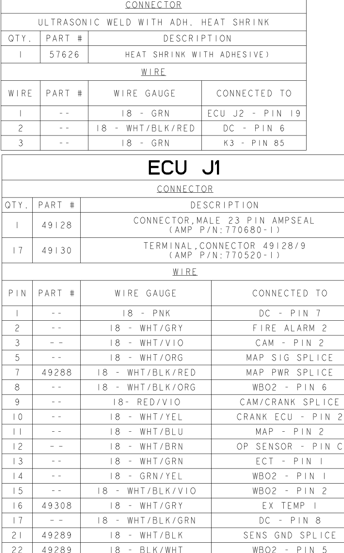 CONNECTOR
ULTRASONIC WELD WITH ADH, HEAT SHRINK
QTY. PART # DESCRIPTION
1 57626 HEAT SHRINK WITH ADHESIVE)
WIRE
WIRE PART # WIRE GAUGE CONNECTED TO
1 -- 18 - GRN ECU J2 - PIN 19
2 -- 18 - WHT/BLK/RED DC - PIN 6
3 -- 18 - GRN K3 - PIN 85
ECU J1
CONNECTOR
QTY. PART # DESCRIPTION
1 49128 CONNECTOR,MALE 23 PIN AMPSEAL
(AMP P/N:770680-1)
17 49130 TERMINAL,CONNECTOR 49128/9
(AMP P/N:770520-1)
WIRE
PIN PART # WIRE GAUGE CONNECTED TO
1 -- 18 - PNK DC - PIN 7
2 -- 18 - WHT/GRY FIRE ALARM 2
3 -- 18 - WHT/VIO CAM - PIN 2
5 -- 18 - WHT/ORG MAP SIG SPLICE
7 49288 18 - WHT/BLK/RED MAP PWR SPLICE
8 -- 18 - WHT/BLK/ORG WBO2 - PIN 6
9 -- 18- RED/VIO CAM/CRANK SPLICE
10 -- 18 - WHT/YEL CRANK ECU - PIN 2
11 -- 18 - WHT/BLU MAP - PIN 2
12 -- 18 - WHT/BRN OP SENSOR - PIN C
13 -- 18 - WHT/GRN ECT - PIN 1
14 -- 18 - GRN/YEL WBO2 - PIN 1
15 -- 18 - WHT/BLK/VIO WBO2 - PIN 2
16 49308 18 - WHT/GRY EX TEMP 1
17 -- 18 - WHT/BLK/GRN DC - PIN 8
21 49289 18 - WHT/BLK SENS GND SPLICE
22 49289 18 - BLK/WHT WBO2 - PIN 5